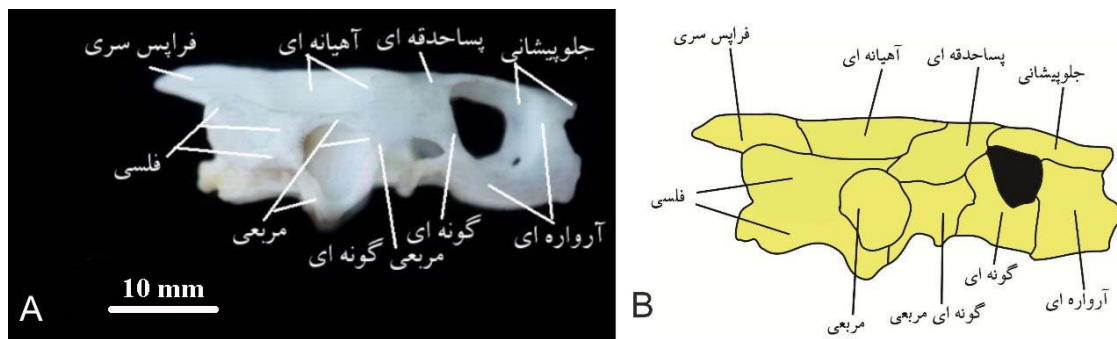 فراپس سری
آهیانه ای
پساحدقه ای
جلوپیشانی
فلسی
مربعی
مربعی گونه ای
گونه ای
آرواره ای
10 mm
A
فراپس سری
آهیانه ای
پساحدقه ای
جلوپیشانی
فلسی
مربعی
گونه ای مربعی
گونه ای
آرواره ای
B